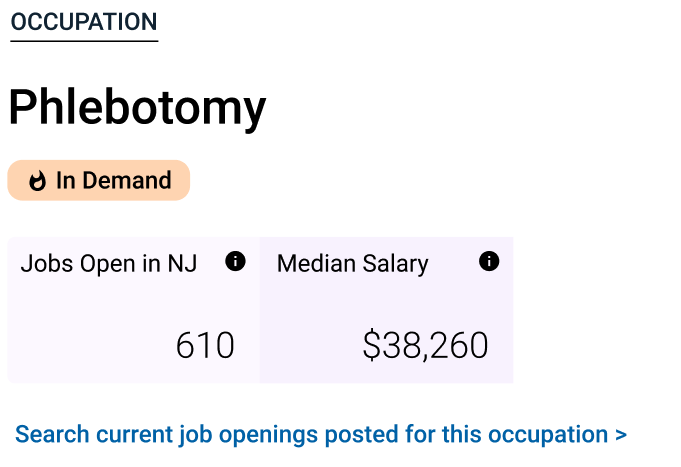 OCCUPATION
Phlebotomy
In Demand
Jobs Open in NJ
Median Salary
610
$38,260
Search current job openings posted for this occupation >